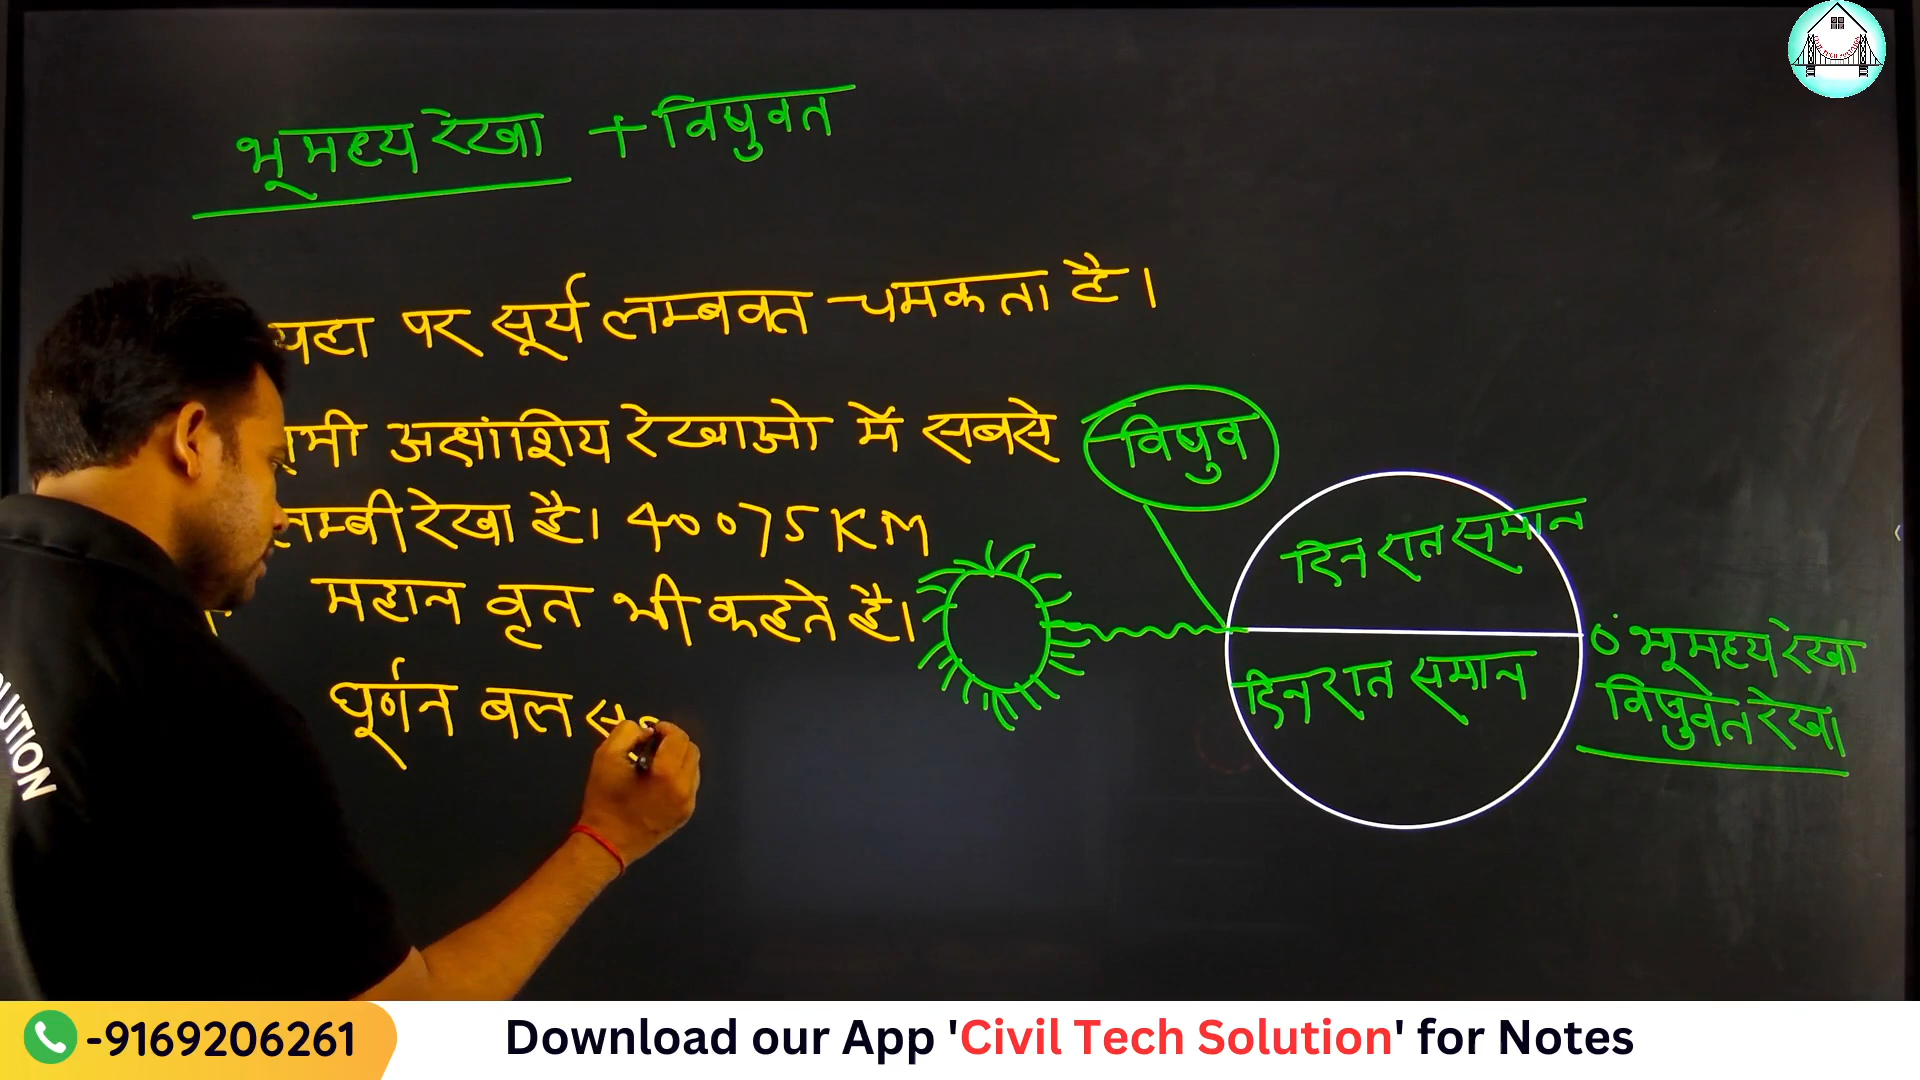 भूमध्य रेखा + विषुवत
यहा पर सूर्य लम्बवत चमकता है।
अक्षांशिय रेखाओ में सबसे
लम्बी रेखा है। 40075 KM
महान वृत भी कहते है।
घूर्णन बल
विषुव
दिन रात समान
दिन रात समान
0° भूमध्य रेखा
विषुवत रेखा
LUTION
-9169206261
Download our App 'Civil Tech Solution' for Notes